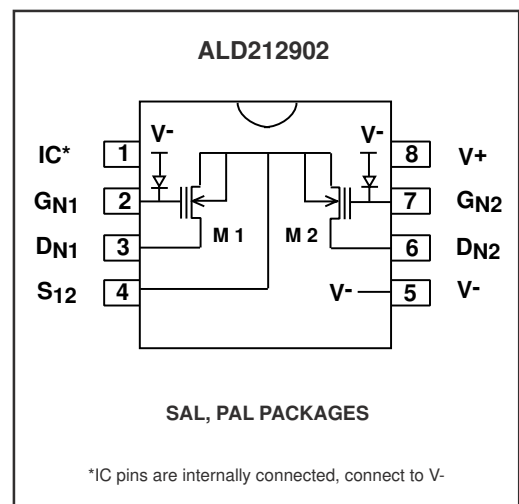 ALD212902
V-
V-
IC*
1
8
V+
GN1
2
7
GN2
DN1
3
M 1
M 2
6
DN2
S12
4
V-
5
V-
SAL, PAL PACKAGES
*IC pins are internally connected, connect to V-